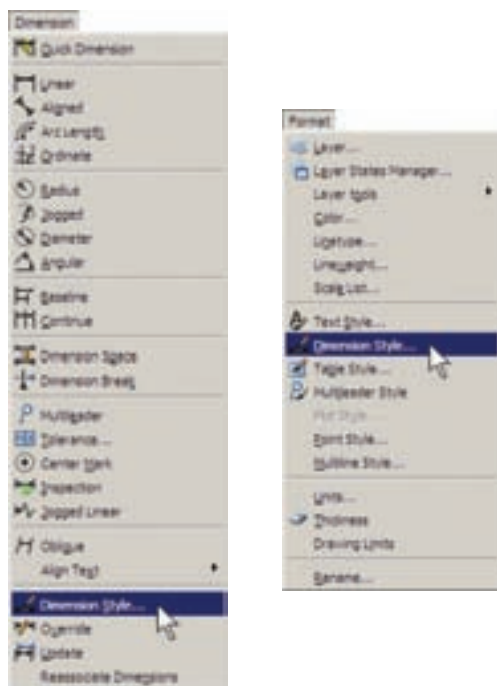 Dimension
Quick Dimension
Linear
Aligned
Arc Length
Ordinate
Radius
Jogged
Diameter
Angular
Baseline
Continue
Dimension Space
Dimension Break
Multileader
Tolerance...
Center Mark
Inspection
Jogged Linear
Oblique
Align Text
Dimension Style...
Override
Update
Reassociate Dimensions
Format
Layer...
Layer States Manager...
Layer tools
Color...
Linetype...
Lineweight...
Scale List...
Text Style...
Dimension Style...
Table Style...
Multileader Style
Plot Style...
Point Style...
Multiline Style...
Units...
Thickness
Drawing Limits
Rename...